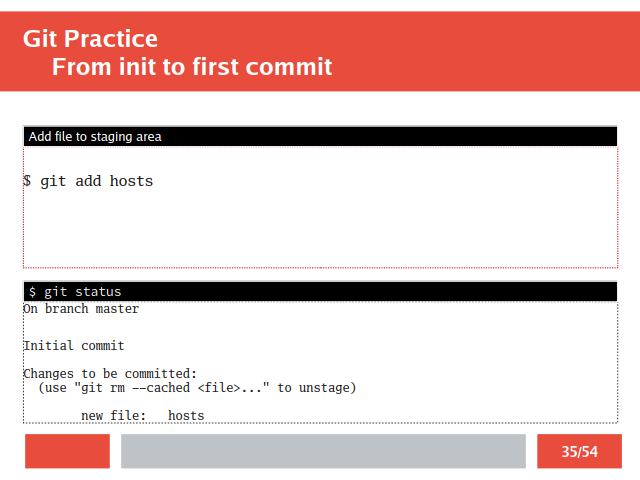 Git Practice
From init to first commit
Add file to staging area
$ git add hosts
$ git status
On branch master
Initial commit
Changes to be committed:
(use "git rm --cached <file>..." to unstage)
new file:   hosts
35/54